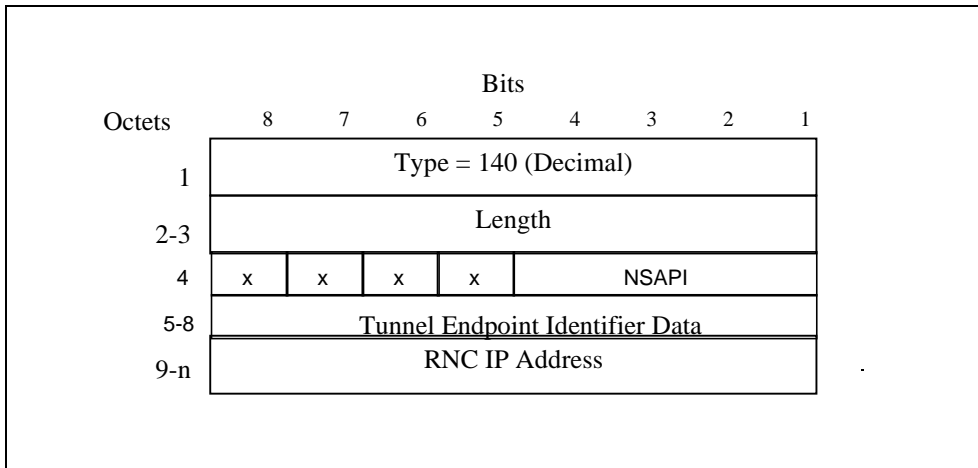 Bits
Octets 8 7 6 5 4 3 2 1
1 Type = 140 (Decimal)
2-3 Length
4 x x x x NSAPI
5-8 Tunnel Endpoint Identifier Data
9-n RNC IP Address .